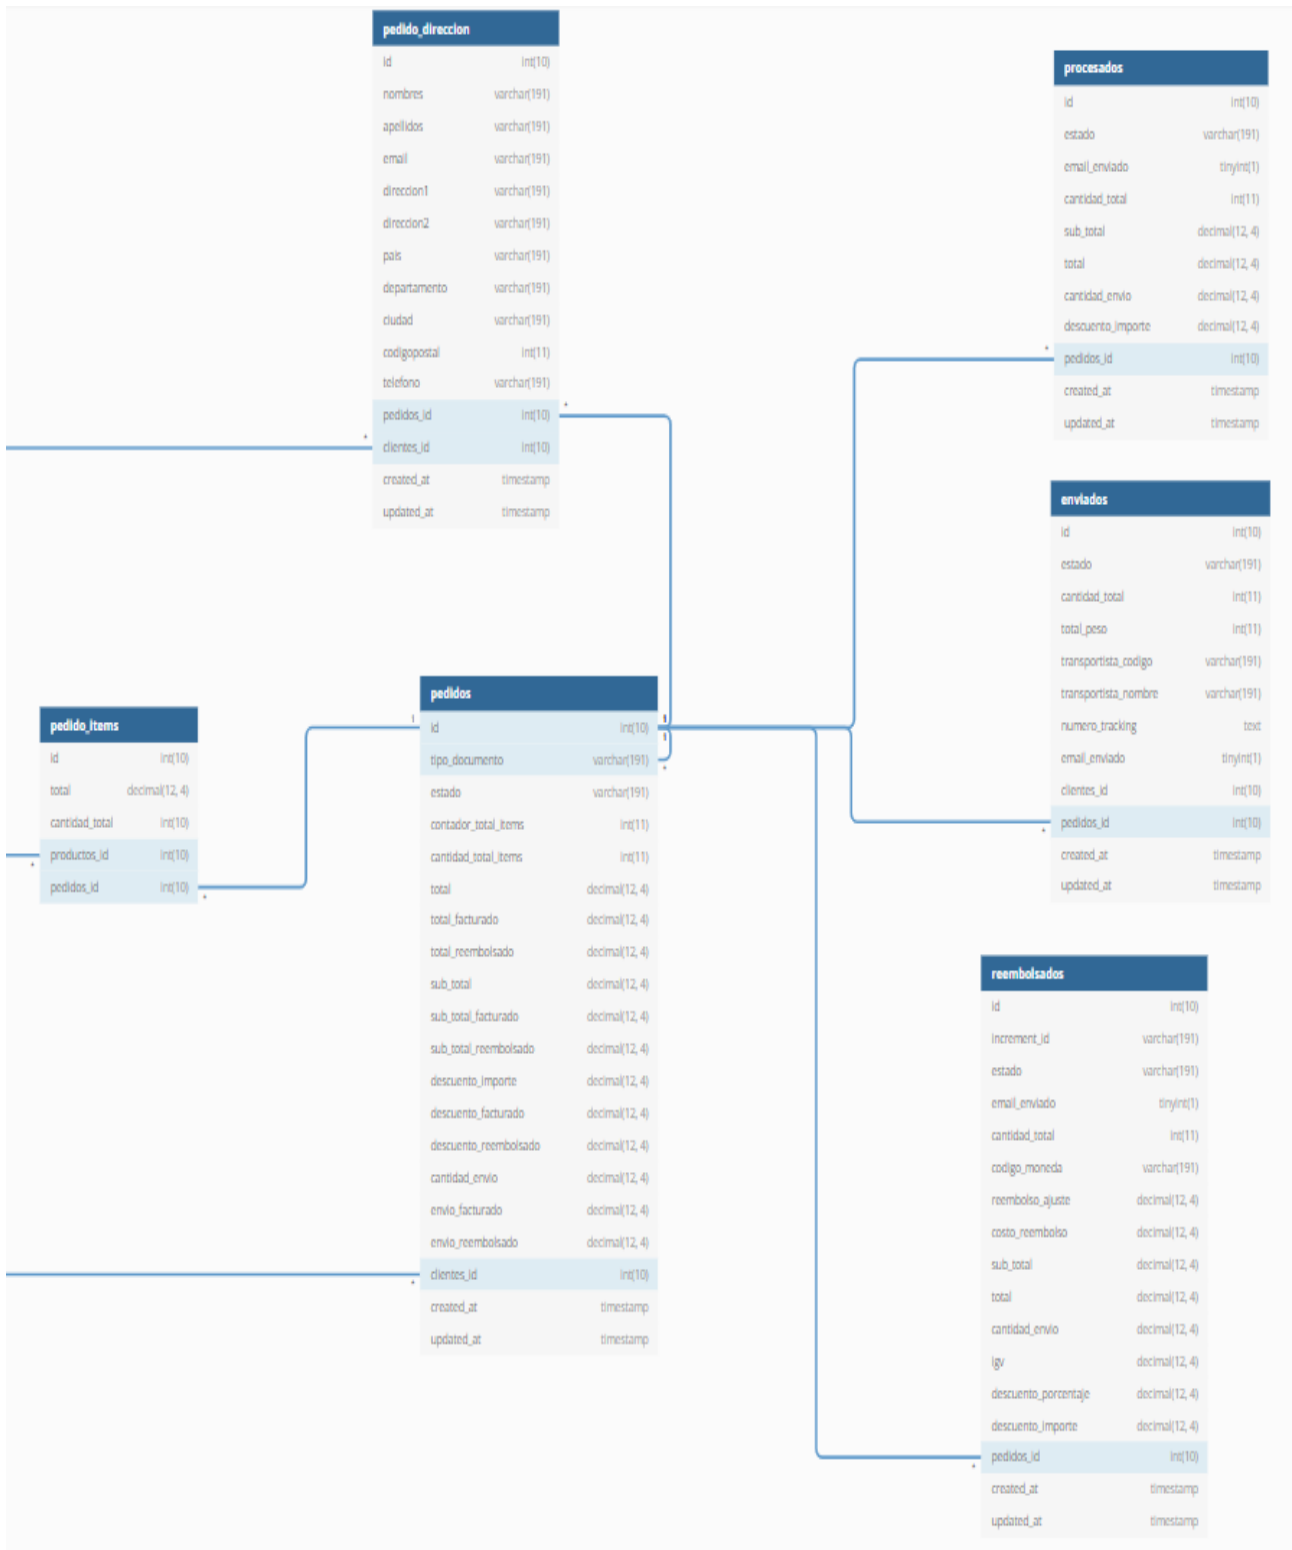 pedido_direccion
id int(10)
nombres varchar(191)
apellidos varchar(191)
email varchar(191)
direccion1 varchar(191)
direccion2 varchar(191)
pais varchar(191)
departamento varchar(191)
ciudad varchar(191)
codigopostal int(11)
telefono varchar(191)
pedidos_id int(10)
*
*
clientes_id int(10)
created_at timestamp
updated_at timestamp
procesados
id int(10)
estado varchar(191)
email_enviado tinyint(1)
cantidad_total int(11)
sub_total decimal(12, 4)
total decimal(12, 4)
cantidad_envio decimal(12, 4)
descuento_importe decimal(12, 4)
*
pedidos_id int(10)
created_at timestamp
updated_at timestamp
enviados
id int(10)
estado varchar(191)
cantidad_total int(11)
total_peso int(11)
transportista_codigo varchar(191)
transportista_nombre varchar(191)
numero_tracking text
email_enviado tinyint(1)
clientes_id int(10)
pedidos_id int(10)
*
created_at timestamp
updated_at timestamp
pedido_items
id int(10)
total decimal(12, 4)
cantidad_total int(10)
productos_id int(10)
*
pedidos_id int(10)
*
pedidos
1
1
id int(10)
1
tipo_documento varchar(191)
*
estado varchar(191)
contador_total_items int(11)
cantidad_total_items int(11)
total decimal(12, 4)
total_facturado decimal(12, 4)
total_reembolsado decimal(12, 4)
sub_total decimal(12, 4)
sub_total_facturado decimal(12, 4)
sub_total_reembolsado decimal(12, 4)
descuento_importe decimal(12, 4)
descuento_facturado decimal(12, 4)
descuento_reembolsado decimal(12, 4)
cantidad_envio decimal(12, 4)
envio_facturado decimal(12, 4)
envio_reembolsado decimal(12, 4)
clientes_id int(10)
*
created_at timestamp
updated_at timestamp
reembolsados
id int(10)
increment_id varchar(191)
estado varchar(191)
email_enviado tinyint(1)
cantidad_total int(11)
codigo_moneda varchar(191)
reembolso_ajuste decimal(12, 4)
costo_reembolso decimal(12, 4)
sub_total decimal(12, 4)
total decimal(12, 4)
cantidad_envio decimal(12, 4)
igv decimal(12, 4)
descuento_porcentaje decimal(12, 4)
descuento_importe decimal(12, 4)
pedidos_id int(10)
*
created_at timestamp
updated_at timestamp